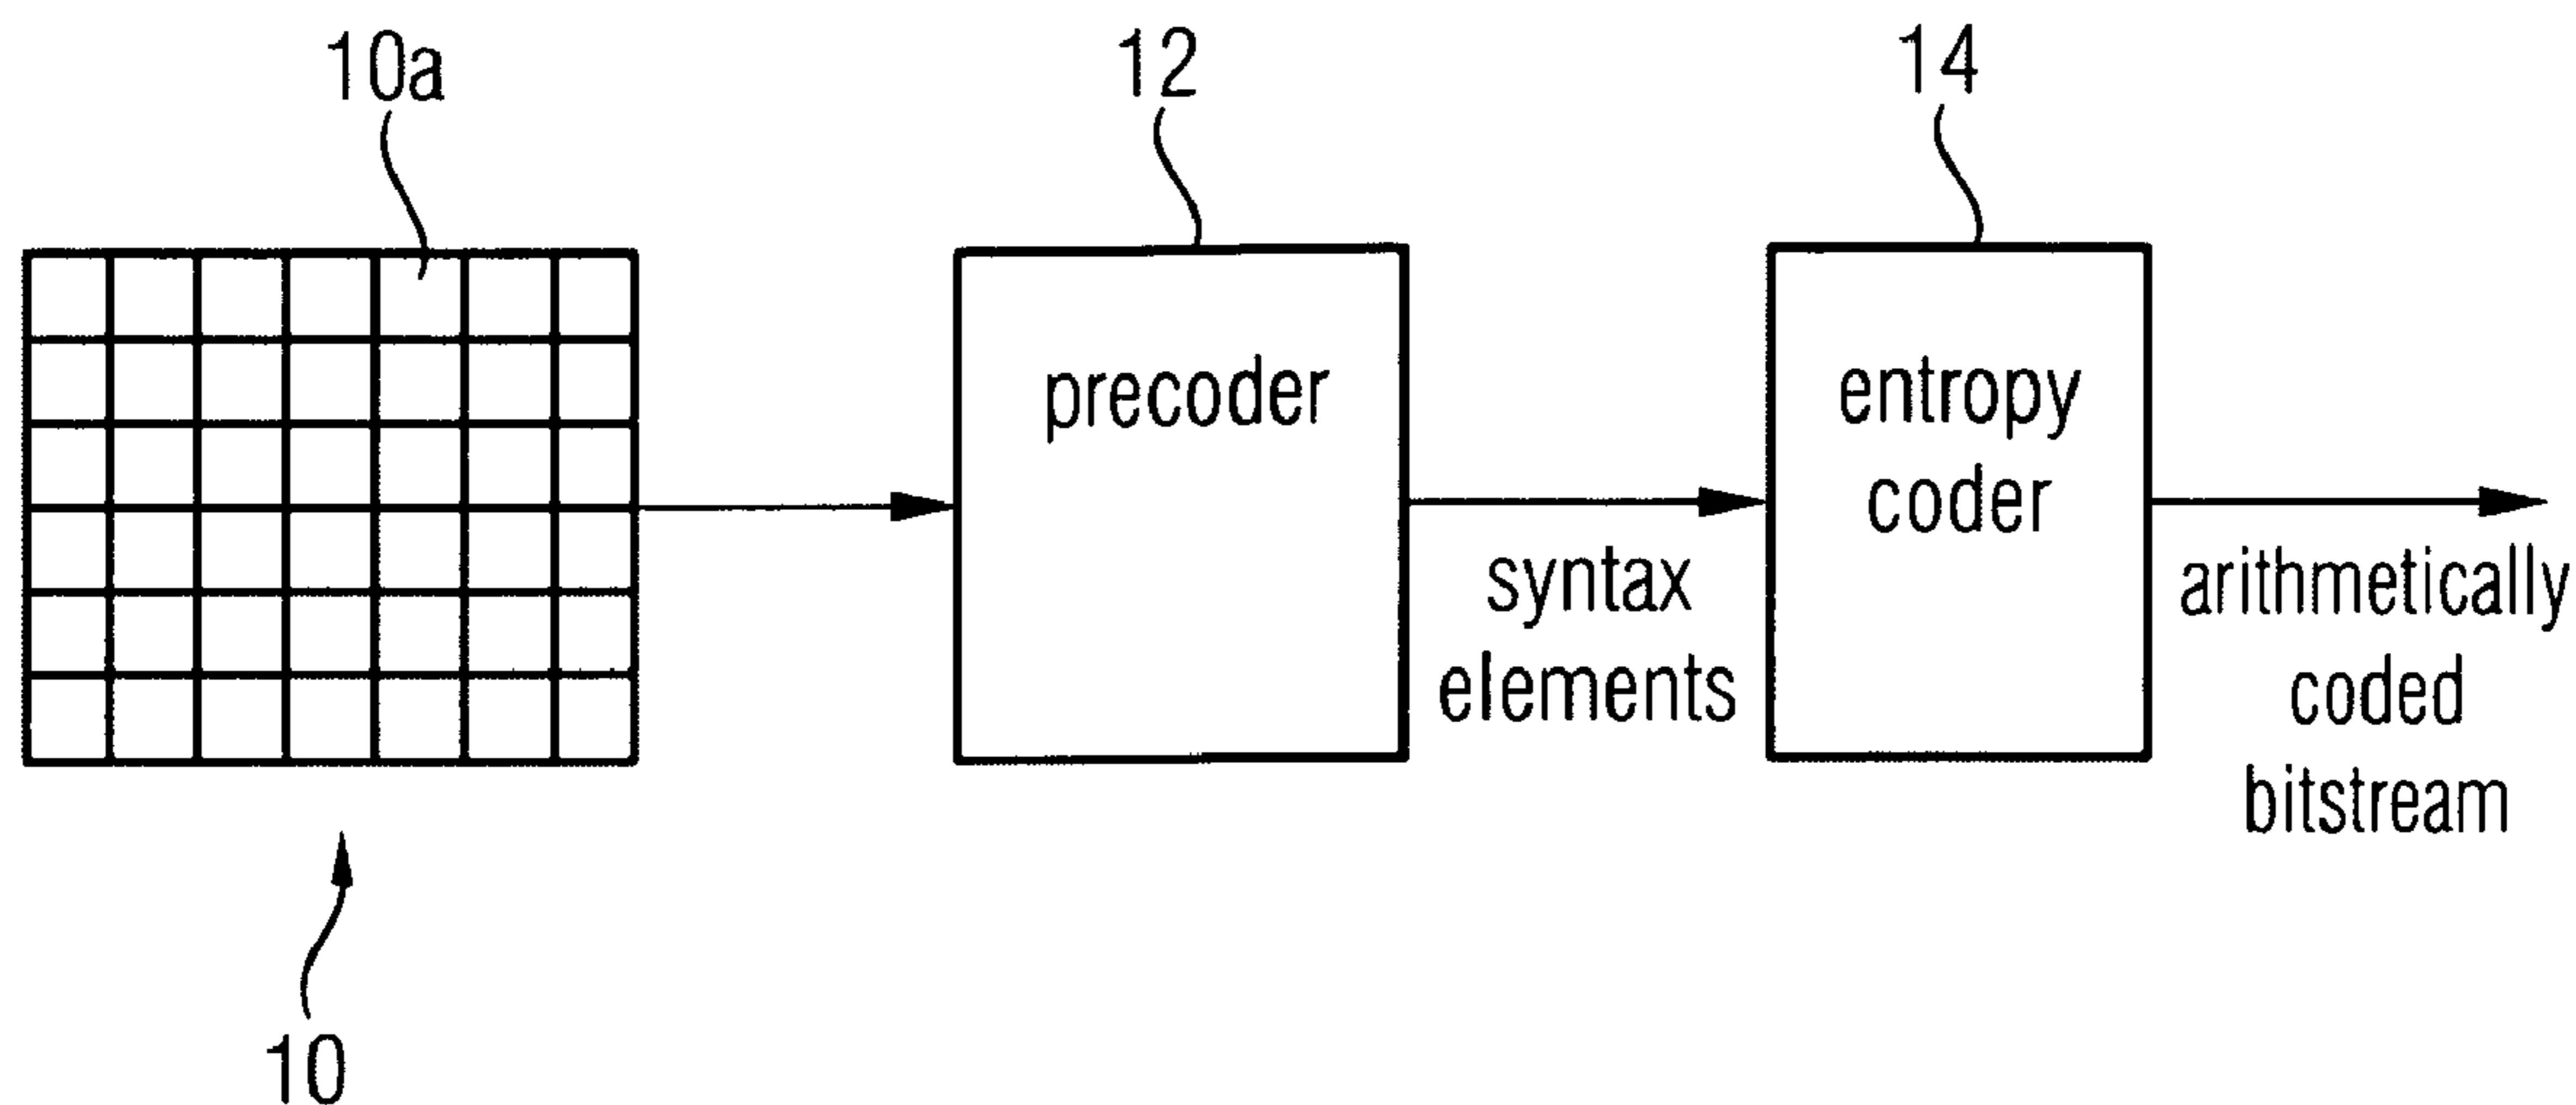 10a
12
14
precoder
entropy
coder
syntax
elements
arithmetically
coded
bitstream
10